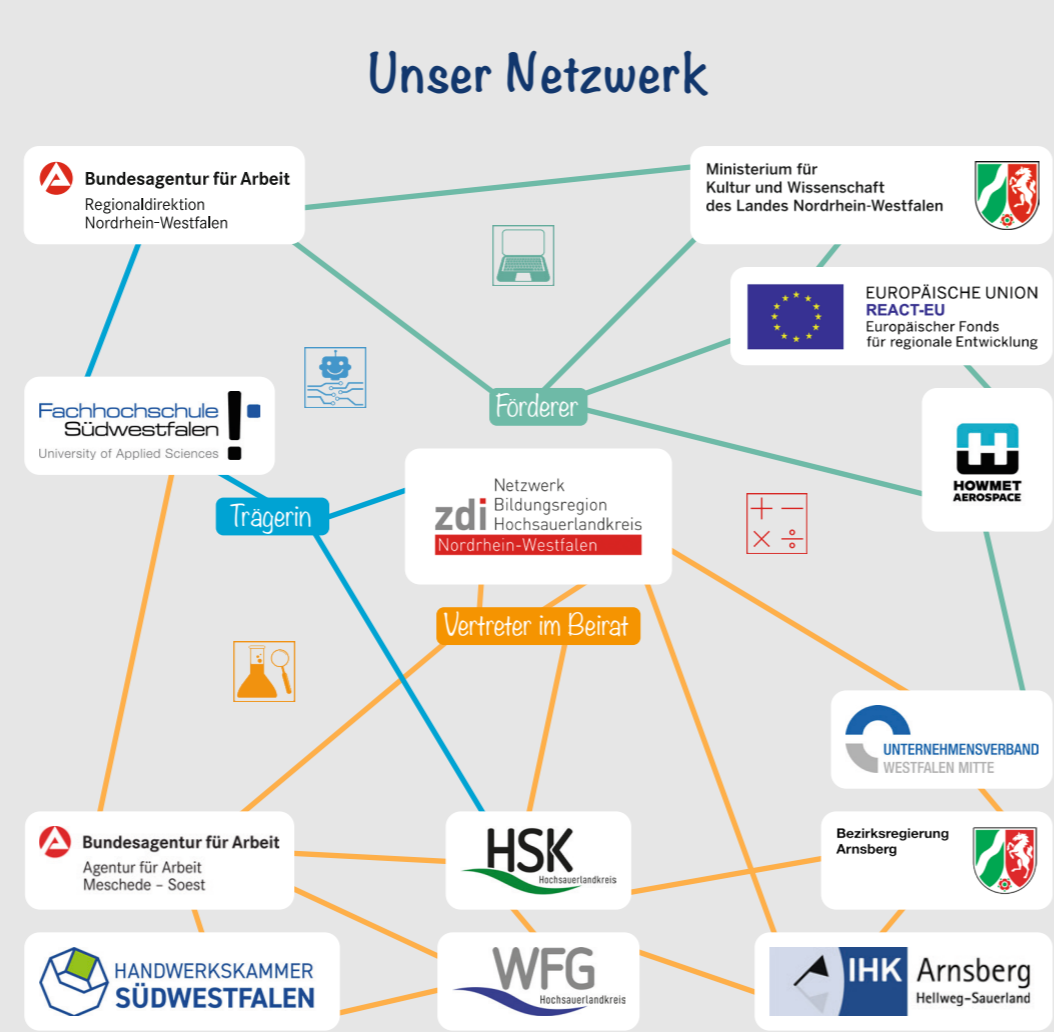 Unser Netzwerk
Bundesagentur für Arbeit
Regionaldirektion
Nordrhein-Westfalen
Ministerium für
Kultur und Wissenschaft
des Landes Nordrhein-Westfalen
EUROPÄISCHE UNION
REACT-EU
Europäischer Fonds
für regionale Entwicklung
Fachhochschule
Südwestfalen
University of Applied Sciences
Förderer
HOWMET
AEROSPACE
Trägerin
zdi
Netzwerk
Bildungsregion
Hochsauerlandkreis
Nordrhein-Westfalen
Vertreter im Beirat
UNTERNEHMENSVERBAND
WESTFALEN MITTE
Bundesagentur für Arbeit
Agentur für Arbeit
Meschede – Soest
HSK
Hochsauerlandkreis
Bezirksregierung
Arnsberg
HANDWERKSKAMMER
SÜDWESTFALEN
WFG
Hochsauerlandkreis
IHK Arnsberg
Hellweg-Sauerland